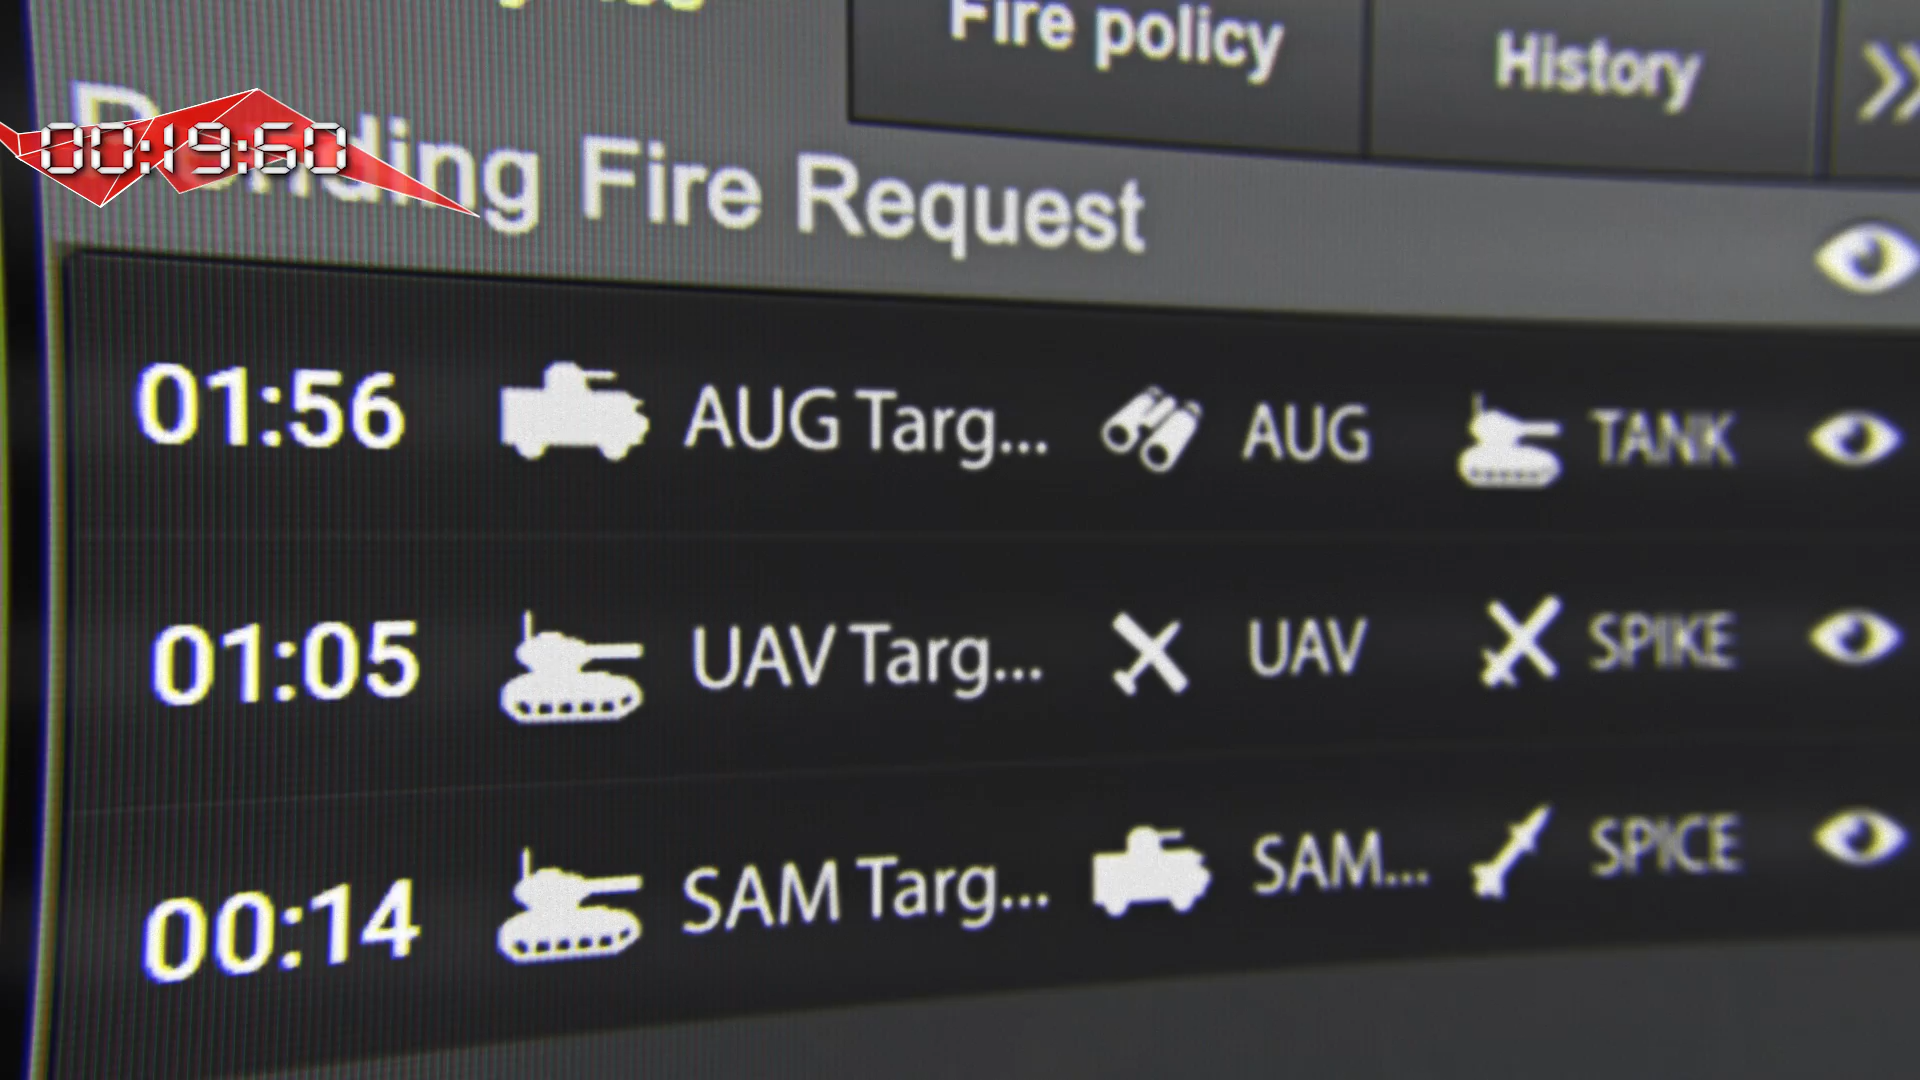 Fire policy
History
00:19:60
Pending Fire Request
01:56 AUG Targ... AUG TANK
01:05 UAV Targ... UAV SPIKE
00:14 SAM Targ... SAM... SPICE